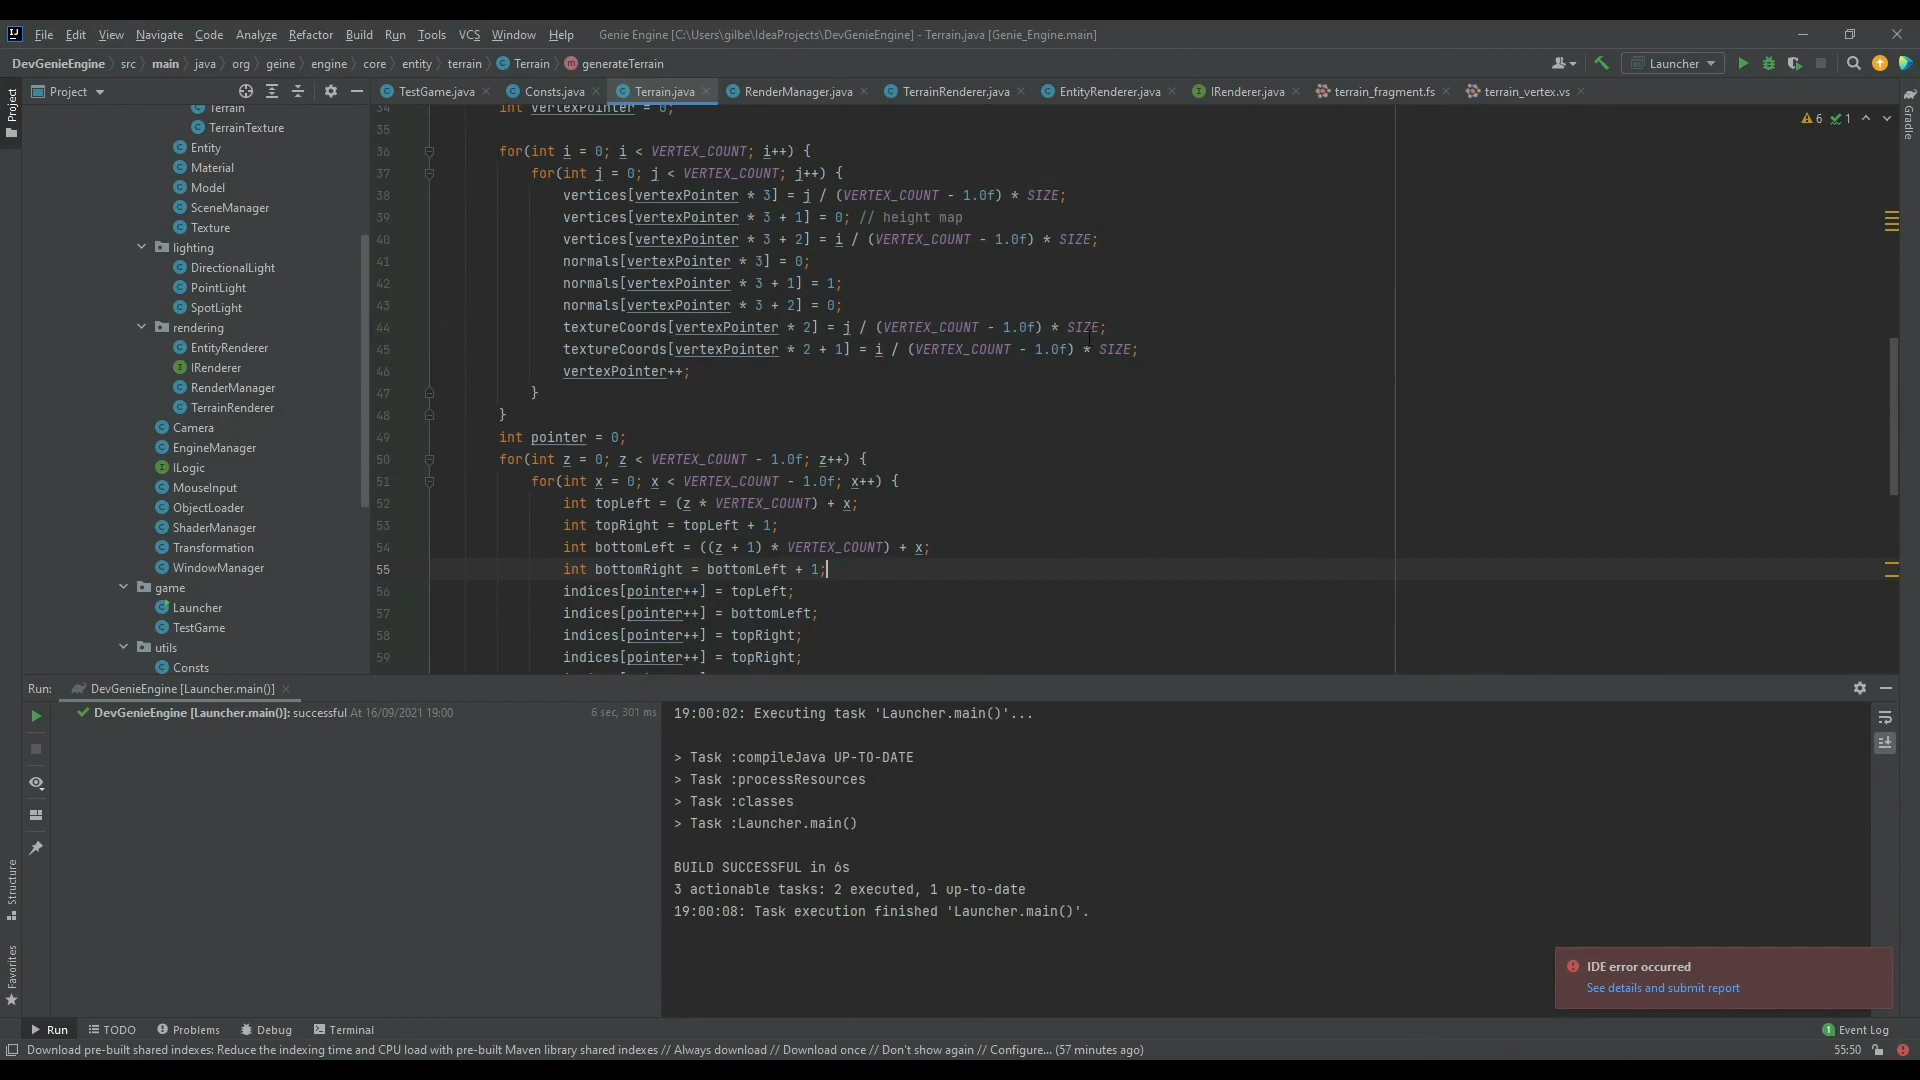 File Edit View Navigate Code Analyze Refactor Build Run Tools VCS Window Help Genie Engine [C:\Users\gilbe\IdeaProjects\DevGenieEngine] - Terrain.java [Genie_Engine.main]
DevGenieEngine src main java org geine engine core entity terrain Terrain generateTerrain Launcher
Project
TestGame.java Consts.java Terrain.java RenderManager.java TerrainRenderer.java EntityRenderer.java IRenderer.java terrain_fragment.fs terrain_vertex.vs
Project
Gradle
Terrain
TerrainTexture
Entity
Material
Model
SceneManager
Texture
lighting
DirectionalLight
PointLight
SpotLight
rendering
EntityRenderer
IRenderer
RenderManager
TerrainRenderer
Camera
EngineManager
ILogic
MouseInput
ObjectLoader
ShaderManager
Transformation
WindowManager
game
Launcher
TestGame
utils
Consts
6 1
34 int vertexPointer = 0;
35
36 for(int i = 0; i < VERTEX_COUNT; i++) {
37 for(int j = 0; j < VERTEX_COUNT; j++) {
38 vertices[vertexPointer * 3] = j / (VERTEX_COUNT - 1.0f) * SIZE;
39 vertices[vertexPointer * 3 + 1] = 0; // height map
40 vertices[vertexPointer * 3 + 2] = i / (VERTEX_COUNT - 1.0f) * SIZE;
41 normals[vertexPointer * 3] = 0;
42 normals[vertexPointer * 3 + 1] = 1;
43 normals[vertexPointer * 3 + 2] = 0;
44 textureCoords[vertexPointer * 2] = j / (VERTEX_COUNT - 1.0f) * SIZE;
45 textureCoords[vertexPointer * 2 + 1] = i / (VERTEX_COUNT - 1.0f) * SIZE;
46 vertexPointer++;
47 }
48 }
49 int pointer = 0;
50 for(int z = 0; z < VERTEX_COUNT - 1.0f; z++) {
51 for(int x = 0; x < VERTEX_COUNT - 1.0f; x++) {
52 int topLeft = (z * VERTEX_COUNT) + x;
53 int topRight = topLeft + 1;
54 int bottomLeft = ((z + 1) * VERTEX_COUNT) + x;
55 int bottomRight = bottomLeft + 1;
56 indices[pointer++] = topLeft;
57 indices[pointer++] = bottomLeft;
58 indices[pointer++] = topRight;
59 indices[pointer++] = topRight;
Run: DevGenieEngine [Launcher.main()]
DevGenieEngine [Launcher.main()]: successful At 16/09/2021 19:00 6 sec, 301 ms
19:00:02: Executing task 'Launcher.main()'...
> Task :compileJava UP-TO-DATE
> Task :processResources
> Task :classes
> Task :Launcher.main()
BUILD SUCCESSFUL in 6s
3 actionable tasks: 2 executed, 1 up-to-date
19:00:08: Task execution finished 'Launcher.main()'.
Structure
Favorites
IDE error occurred
See details and submit report
Run TODO Problems Debug Terminal 1 Event Log
Download pre-built shared indexes: Reduce the indexing time and CPU load with pre-built Maven library shared indexes // Always download // Download once // Don't show again // Configure... (57 minutes ago) 55:50